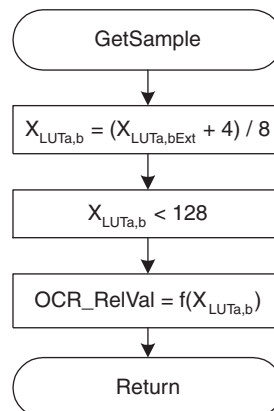 GetSample
X_LUTa,b = (X_LUTa,bExt + 4) / 8
X_LUTa,b < 128
OCR_RelVal = f(X_LUTa,b)
Return